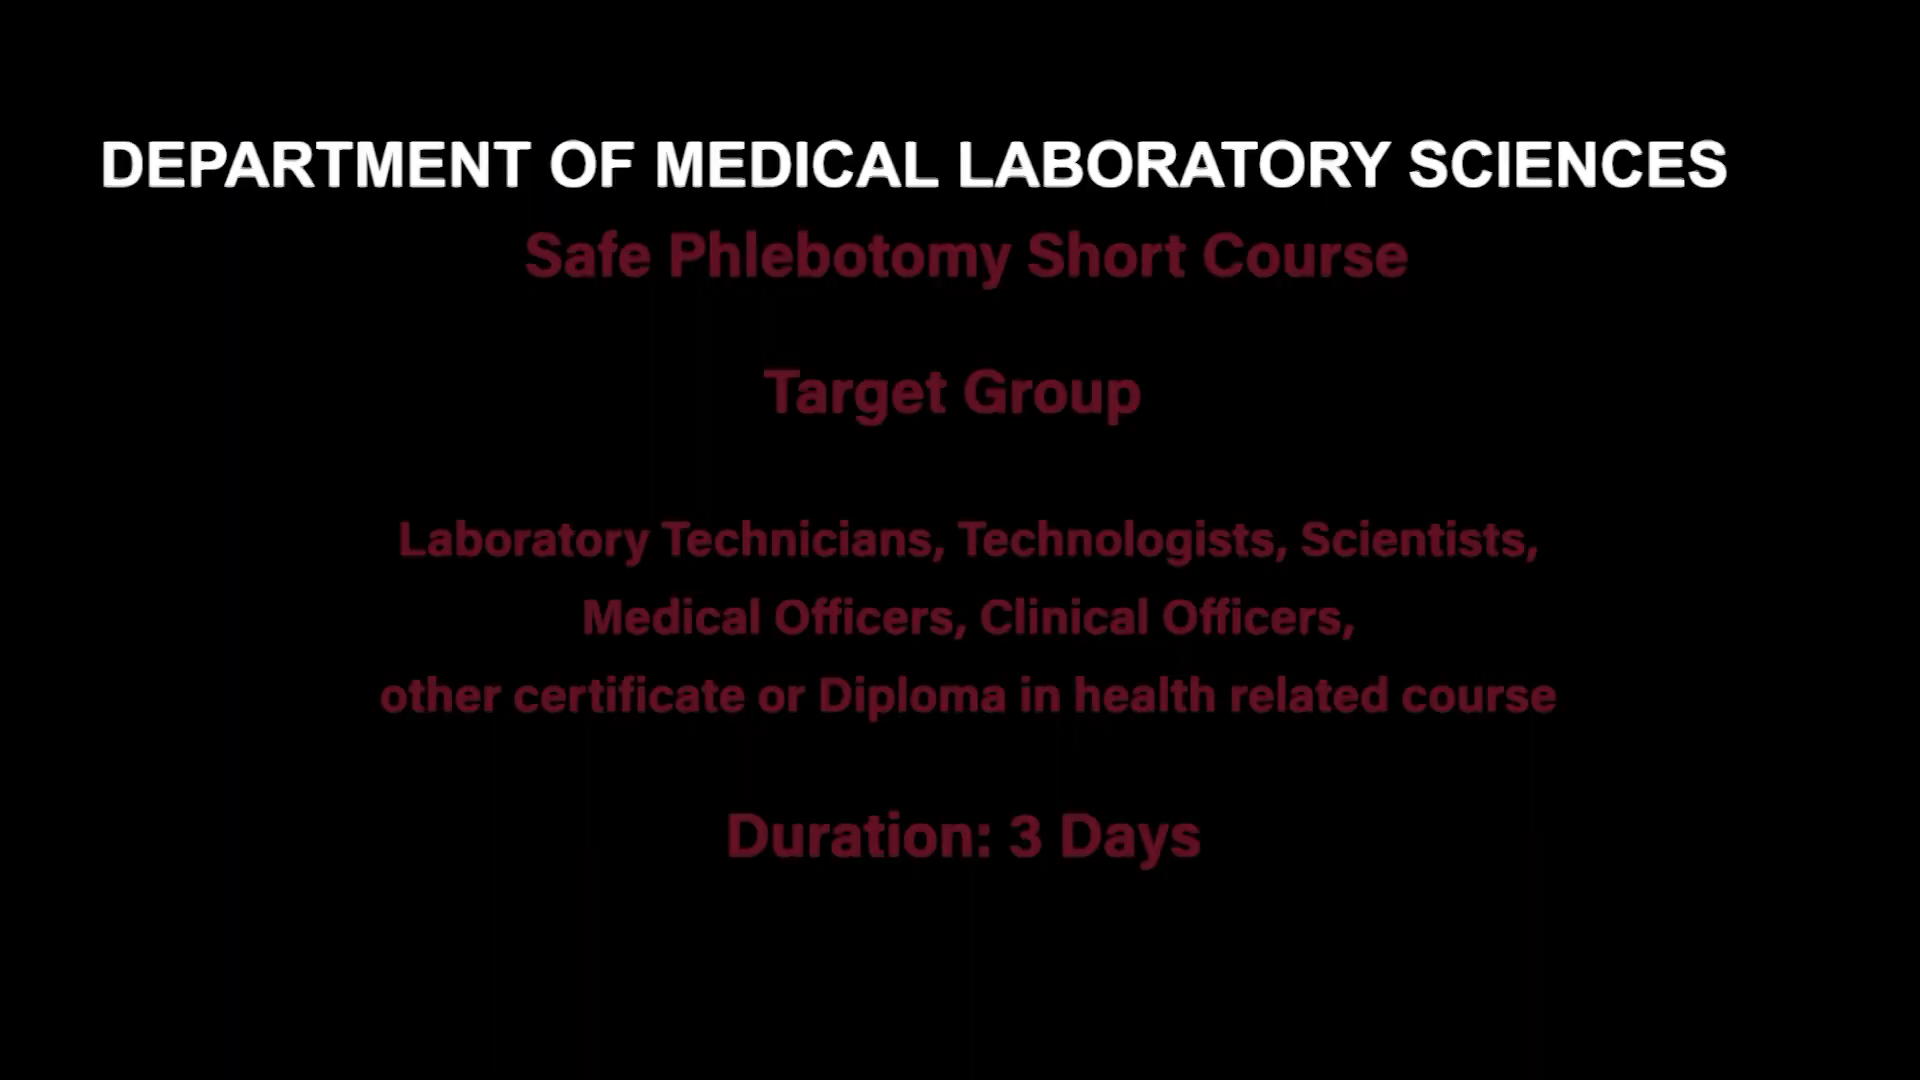 DEPARTMENT OF MEDICAL LABORATORY SCIENCES
Safe Phlebotomy Short Course
Target Group
Laboratory Technicians, Technologists, Scientists,
Medical Officers, Clinical Officers,
other certificate or Diploma in health related course
Duration: 3 Days